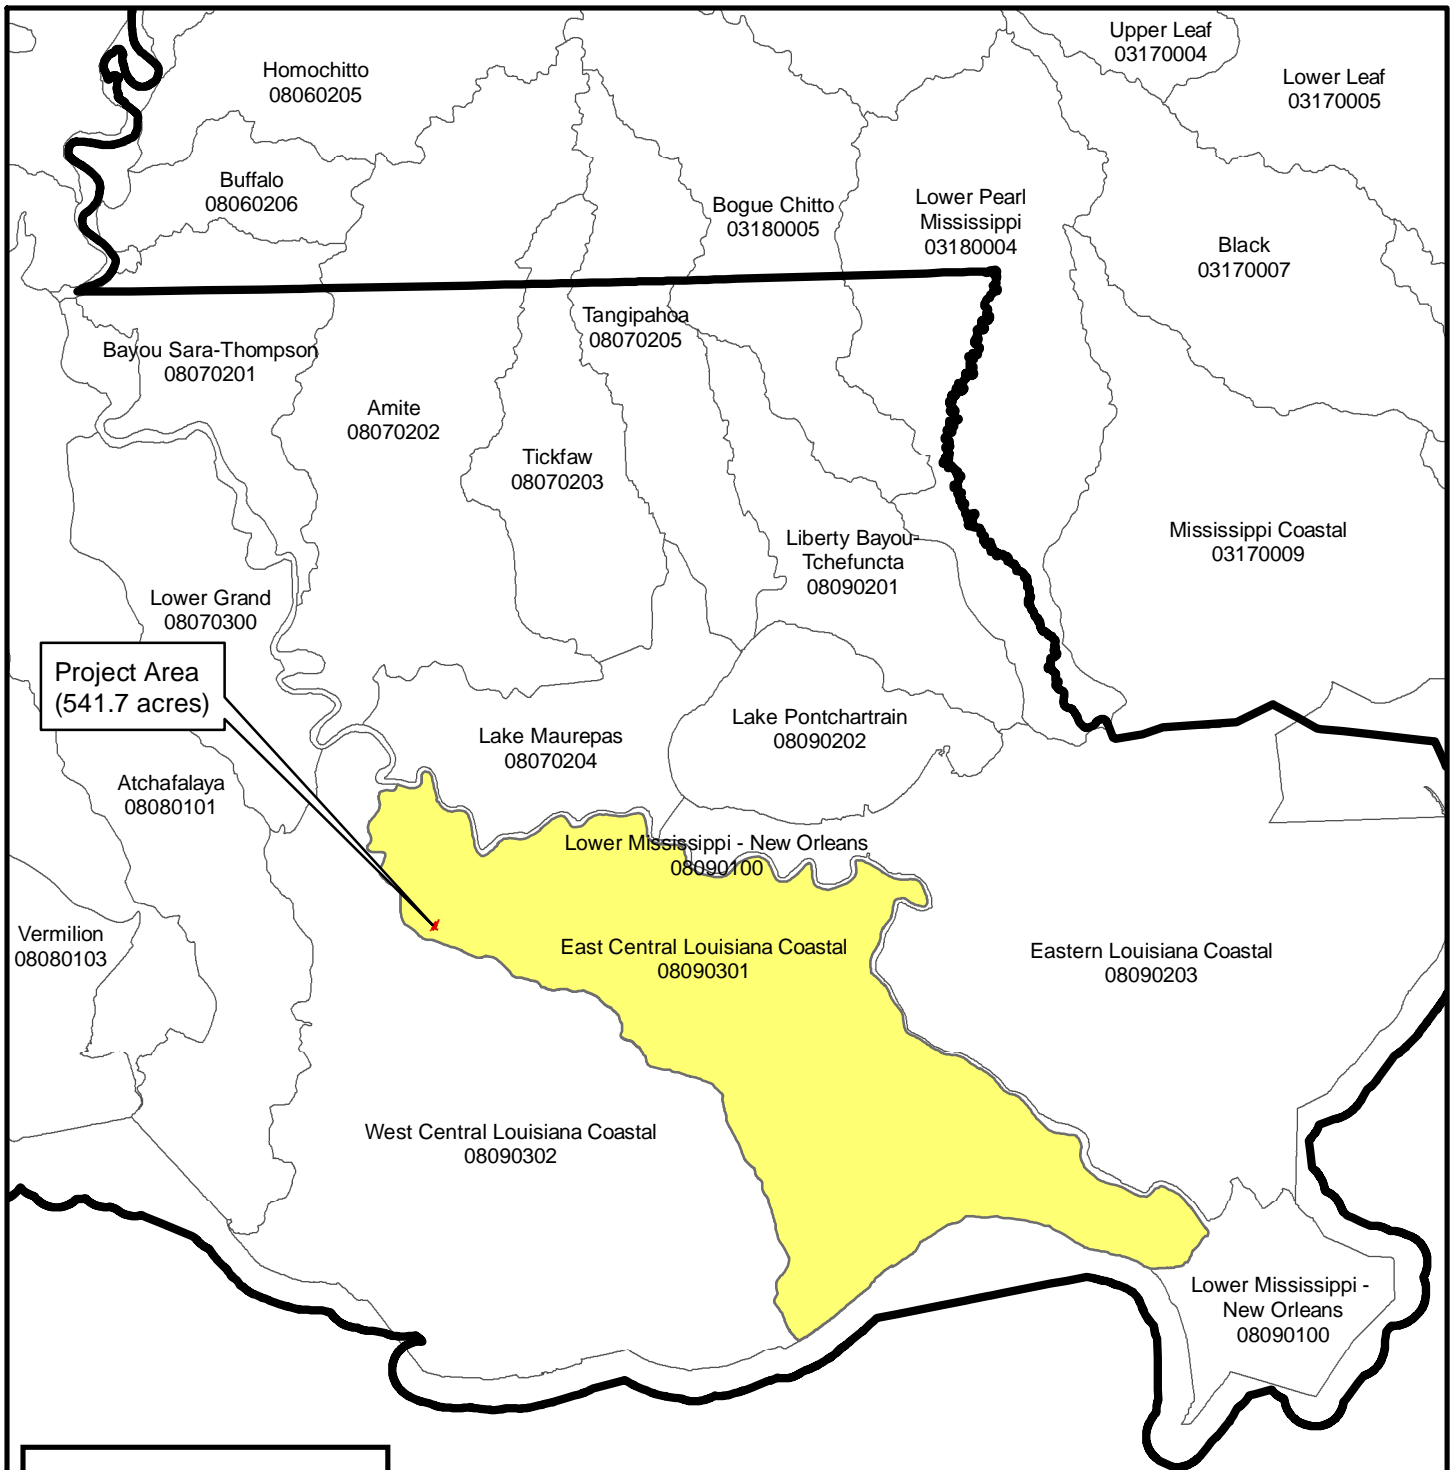 Upper Leaf
03170004
Homochitto
08060205
Lower Leaf
03170005
Buffalo
08060206
Bogue Chitto
03180005
Lower Pearl
Mississippi
03180004
Black
03170007
Tangipahoa
08070205
Bayou Sara-Thompson
08070201
Amite
08070202
Tickfaw
08070203
Mississippi Coastal
03170009
Liberty Bayou-
Tchefuncta
08090201
Lower Grand
08070300
Project Area
(541.7 acres)
Lake Pontchartrain
08090202
Lake Maurepas
08070204
Atchafalaya
08080101
Lower Mississippi - New Orleans
08090100
Vermilion
08080103
East Central Louisiana Coastal
08090301
Eastern Louisiana Coastal
08090203
West Central Louisiana Coastal
08090302
Lower Mississippi -
New Orleans
08090100